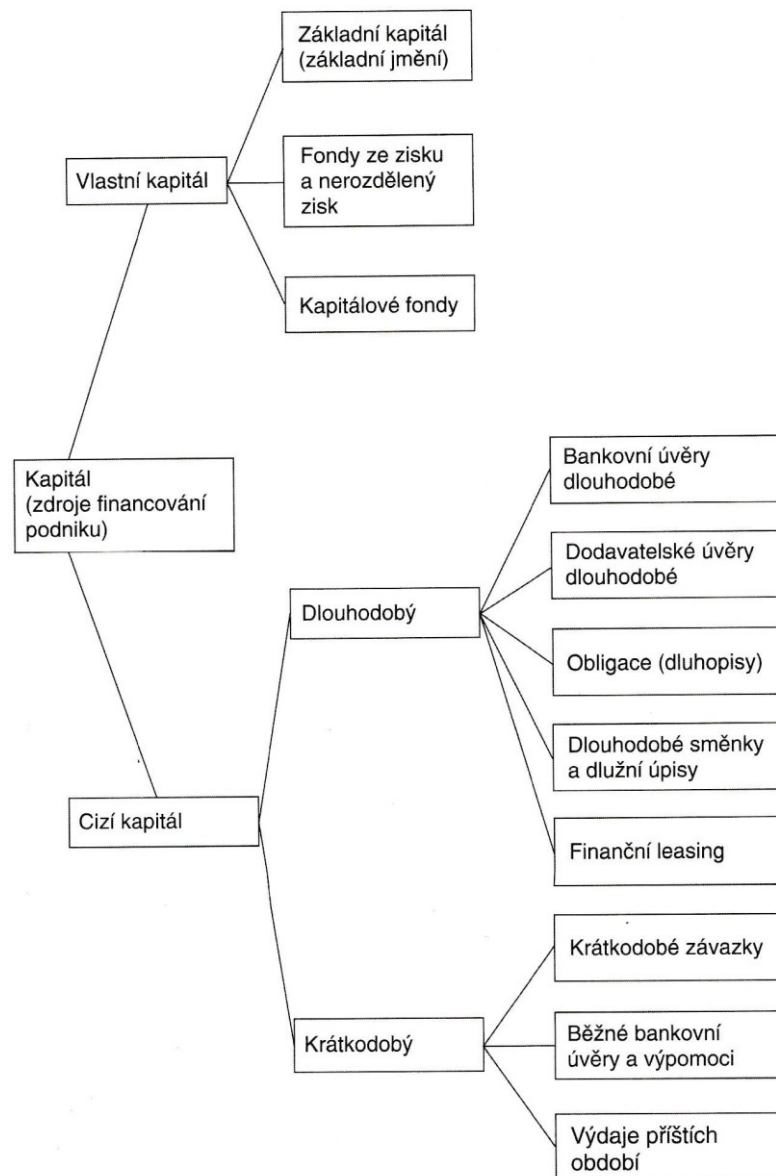 Základní kapitál
(základní jmění)
Vlastní kapitál
Fondy ze zisku
a nerozdělený
zisk
Kapitálové fondy
Kapitál
(zdroje financování
podniku)
Bankovní úvěry
dlouhodobé
Dodavatelské úvěry
dlouhodobé
Dlouhodobý
Obligace (dluhopisy)
Dlouhodobé směnky
a dlužní úpisy
Cizí kapitál
Finanční leasing
Krátkodobé závazky
Krátkodobý
Běžné bankovní
úvěry a výpomoci
Výdaje příštích
období